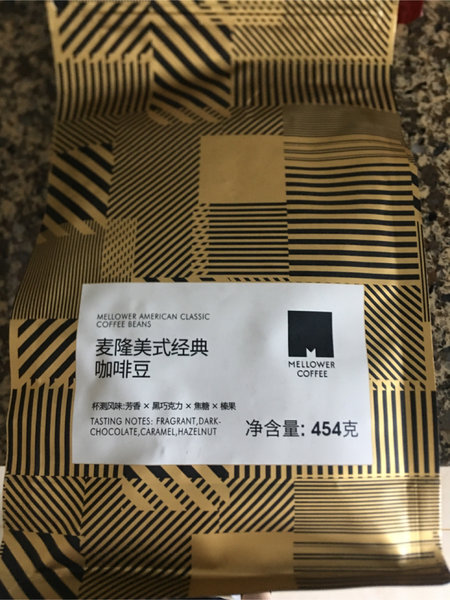 MELLOWER AMERICAN CLASSIC
COFFEE BEANS
麦隆美式经典
咖啡豆
MELLOWER
COFFEE
杯测风味:芳香 × 黑巧克力 × 焦糖 × 榛果
TASTING NOTES: FRAGRANT,DARK-
CHOCOLATE,CARAMEL,HAZELNUT
净含量: 454克